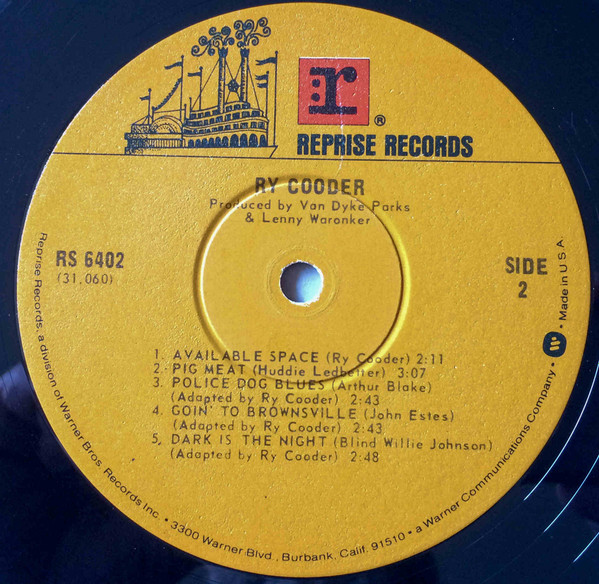 r
®
REPRISE RECORDS
RY COODER
Produced by Van Dyke Parks
& Lenny Waronker
RS 6402
(31,060)
SIDE
2
1. AVAILABLE SPACE (Ry Cooder) 2:11
2. PIG MEAT (Huddie Ledbetter) 3:07
3. POLICE DOG BLUES (Arthur Blake)
(Adapted by Ry Cooder) 2:43
4. GOIN' TO BROWNSVILLE (John Estes)
(Adapted by Ry Cooder) 2:43
5. DARK IS THE NIGHT (Blind Willie Johnson)
(Adapted by Ry Cooder) 2:48
Reprise Records, a division of Warner Bros. Records Inc. • 3300 Warner Blvd., Burbank, Calif. 91510 • a Warner Communications Company. • W • Made in U.S.A.